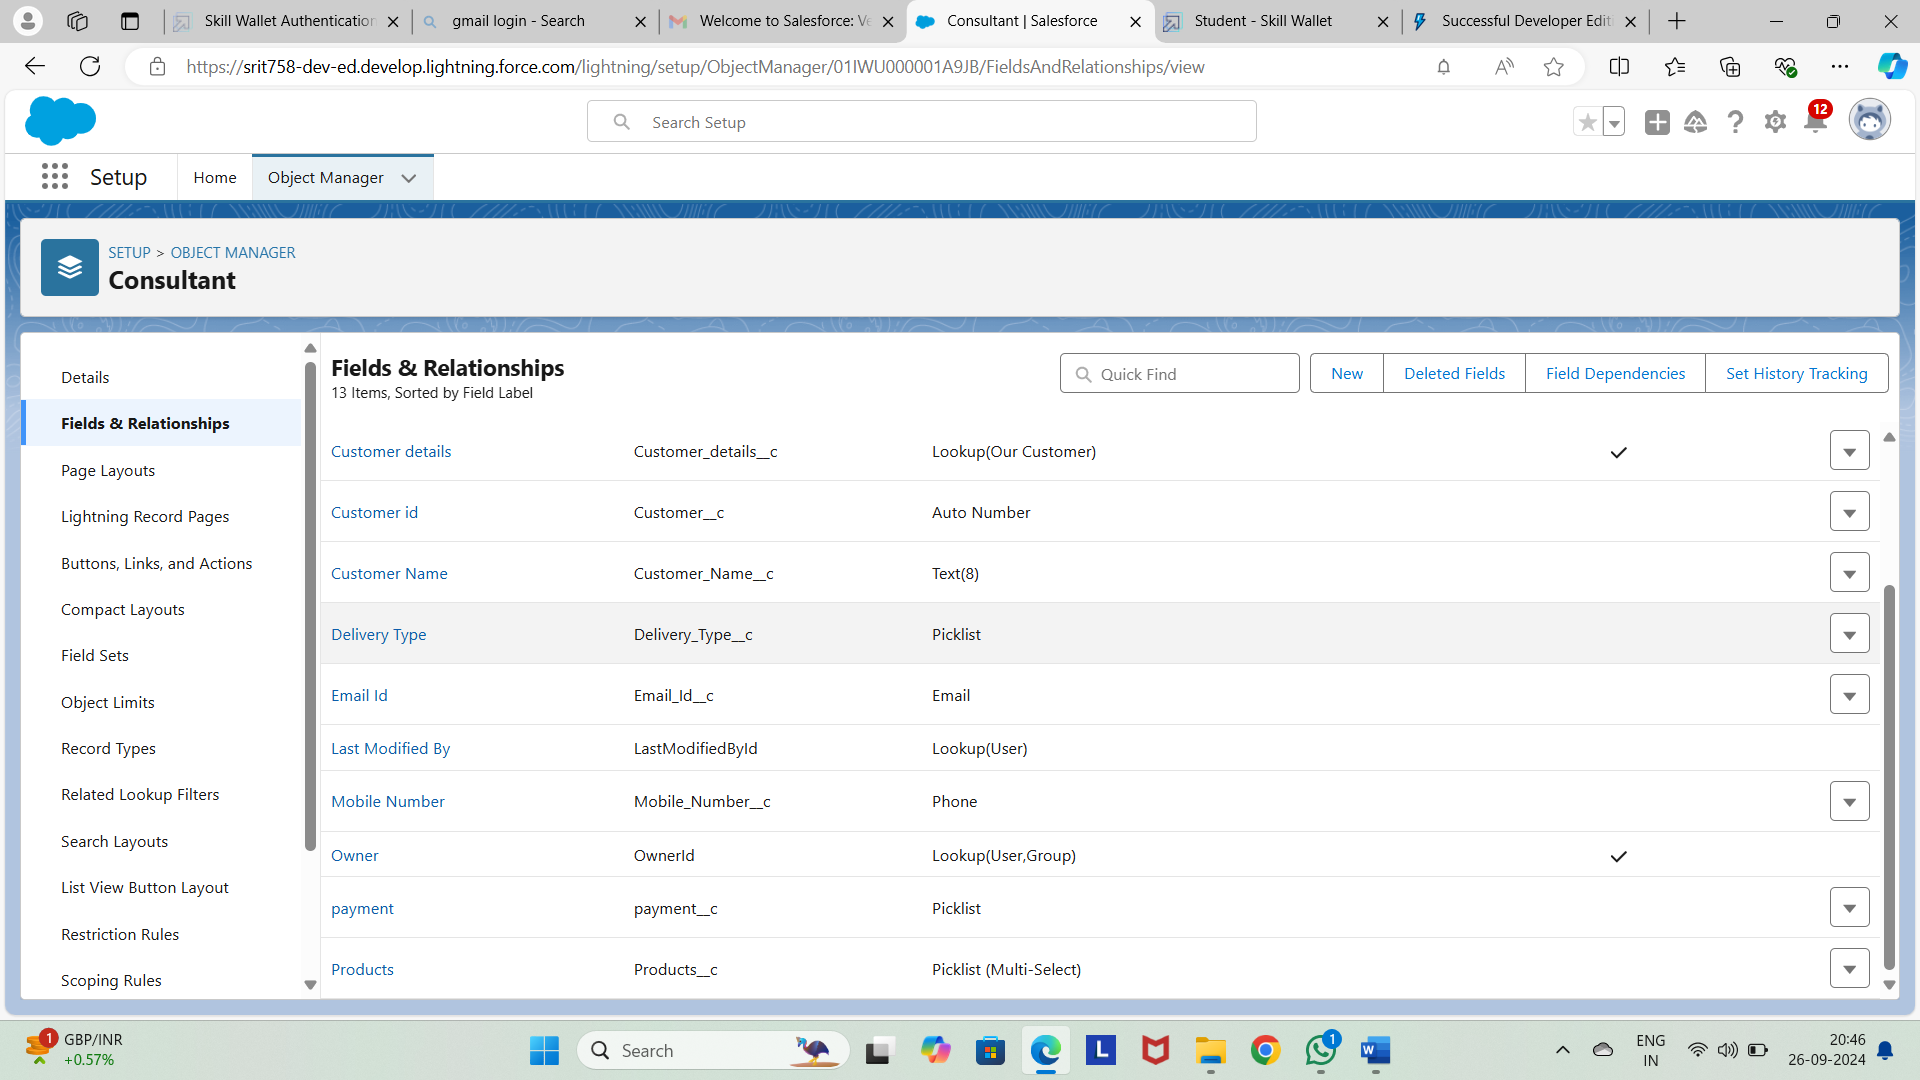 Skill Wallet Authentication
gmail login - Search
Welcome to Salesforce: Ve
Consultant | Salesforce
Student - Skill Wallet
Successful Developer Editi
https://srit758-dev-ed.develop.lightning.force.com/lightning/setup/ObjectManager/01IWU000001A9JB/FieldsAndRelationships/view
Search Setup
12
Setup
Home
Object Manager
SETUP > OBJECT MANAGER
Consultant
Details
Fields & Relationships
Page Layouts
Lightning Record Pages
Buttons, Links, and Actions
Compact Layouts
Field Sets
Object Limits
Record Types
Related Lookup Filters
Search Layouts
List View Button Layout
Restriction Rules
Scoping Rules
Fields & Relationships
13 Items, Sorted by Field Label
Quick Find
New
Deleted Fields
Field Dependencies
Set History Tracking
Customer details Customer_details__c Lookup(Our Customer)
Customer id Customer__c Auto Number
Customer Name Customer_Name__c Text(8)
Delivery Type Delivery_Type__c Picklist
Email Id Email_Id__c Email
Last Modified By LastModifiedById Lookup(User)
Mobile Number Mobile_Number__c Phone
Owner OwnerId Lookup(User,Group)
payment payment__c Picklist
Products Products__c Picklist (Multi-Select)
1
GBP/INR
+0.57%
Search
L
1
W
ENG
IN
20:46
26-09-2024